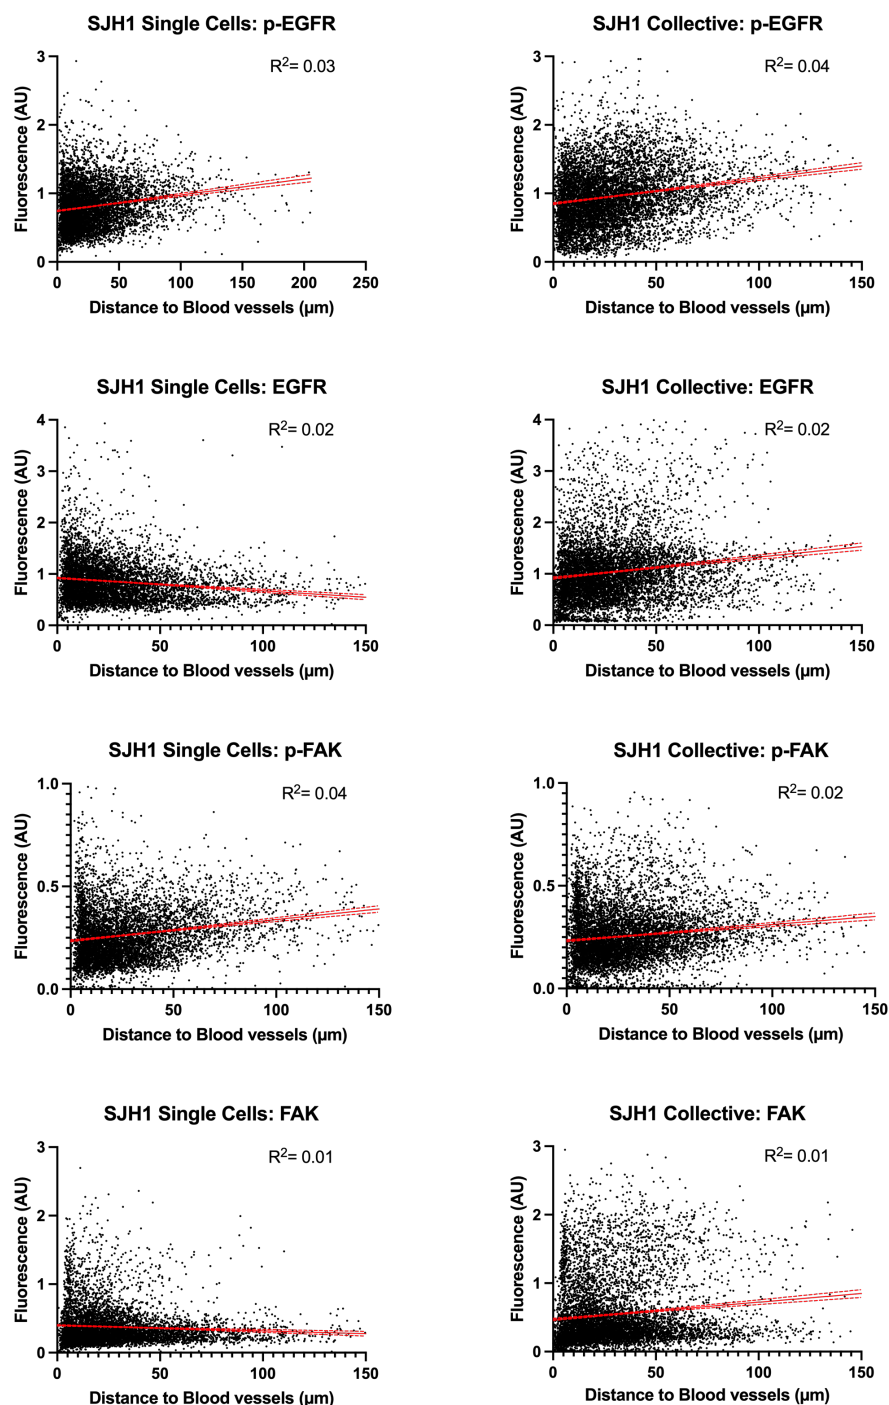 SJH1 Single Cells: p-EGFR
R²= 0.03
Fluorescence (AU)
3
2
1
0
0 50 100 150 200 250
Distance to Blood vessels (µm)
SJH1 Collective: p-EGFR
R²= 0.04
Fluorescence (AU)
3
2
1
0
0 50 100 150
Distance to Blood vessels (µm)
SJH1 Single Cells: EGFR
R²= 0.02
Fluorescence (AU)
4
3
2
1
0
0 50 100 150
Distance to Blood vessels (µm)
SJH1 Collective: EGFR
R²= 0.02
Fluorescence (AU)
4
3
2
1
0
0 50 100 150
Distance to Blood vessels (µm)
SJH1 Single Cells: p-FAK
R²= 0.04
Fluorescence (AU)
1.0
0.5
0.0
0 50 100 150
Distance to Blood vessels (µm)
SJH1 Collective: p-FAK
R²= 0.02
Fluorescence (AU)
1.0
0.5
0.0
0 50 100 150
Distance to Blood vessels (µm)
SJH1 Single Cells: FAK
R²= 0.01
Fluorescence (AU)
3
2
1
0
0 50 100 150
Distance to Blood vessels (µm)
SJH1 Collective: FAK
R²= 0.01
Fluorescence (AU)
3
2
1
0
0 50 100 150
Distance to Blood vessels (µm)